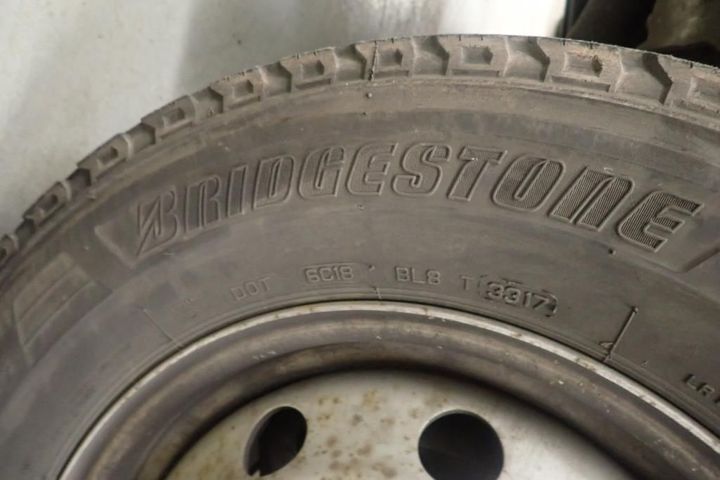 BRIDGESTONE
DOT 6C18 BL8 T 3317